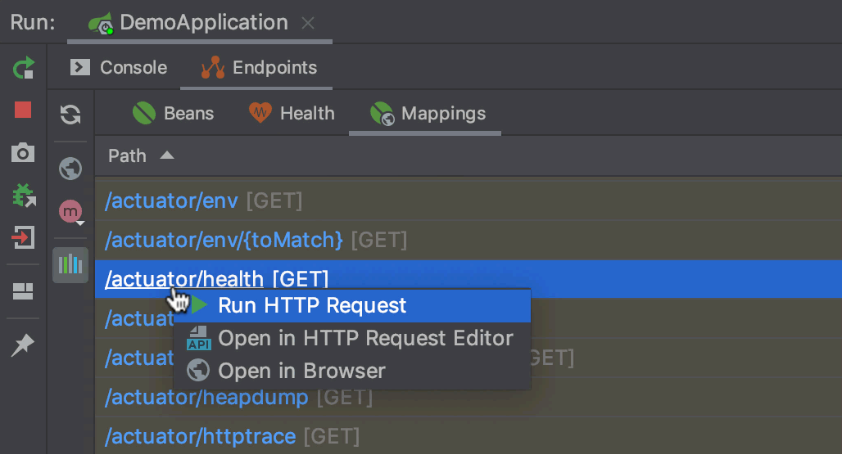 Run: DemoApplication
Console Endpoints
Beans Health Mappings
Path
/actuator/env [GET]
/actuator/env/{toMatch} [GET]
/actuator/health [GET]
Run HTTP Request
/actuat
Open in HTTP Request Editor
/actuat GET]
Open in Browser
/actuator/heapdump [GET]
/actuator/httptrace [GET]
m
API